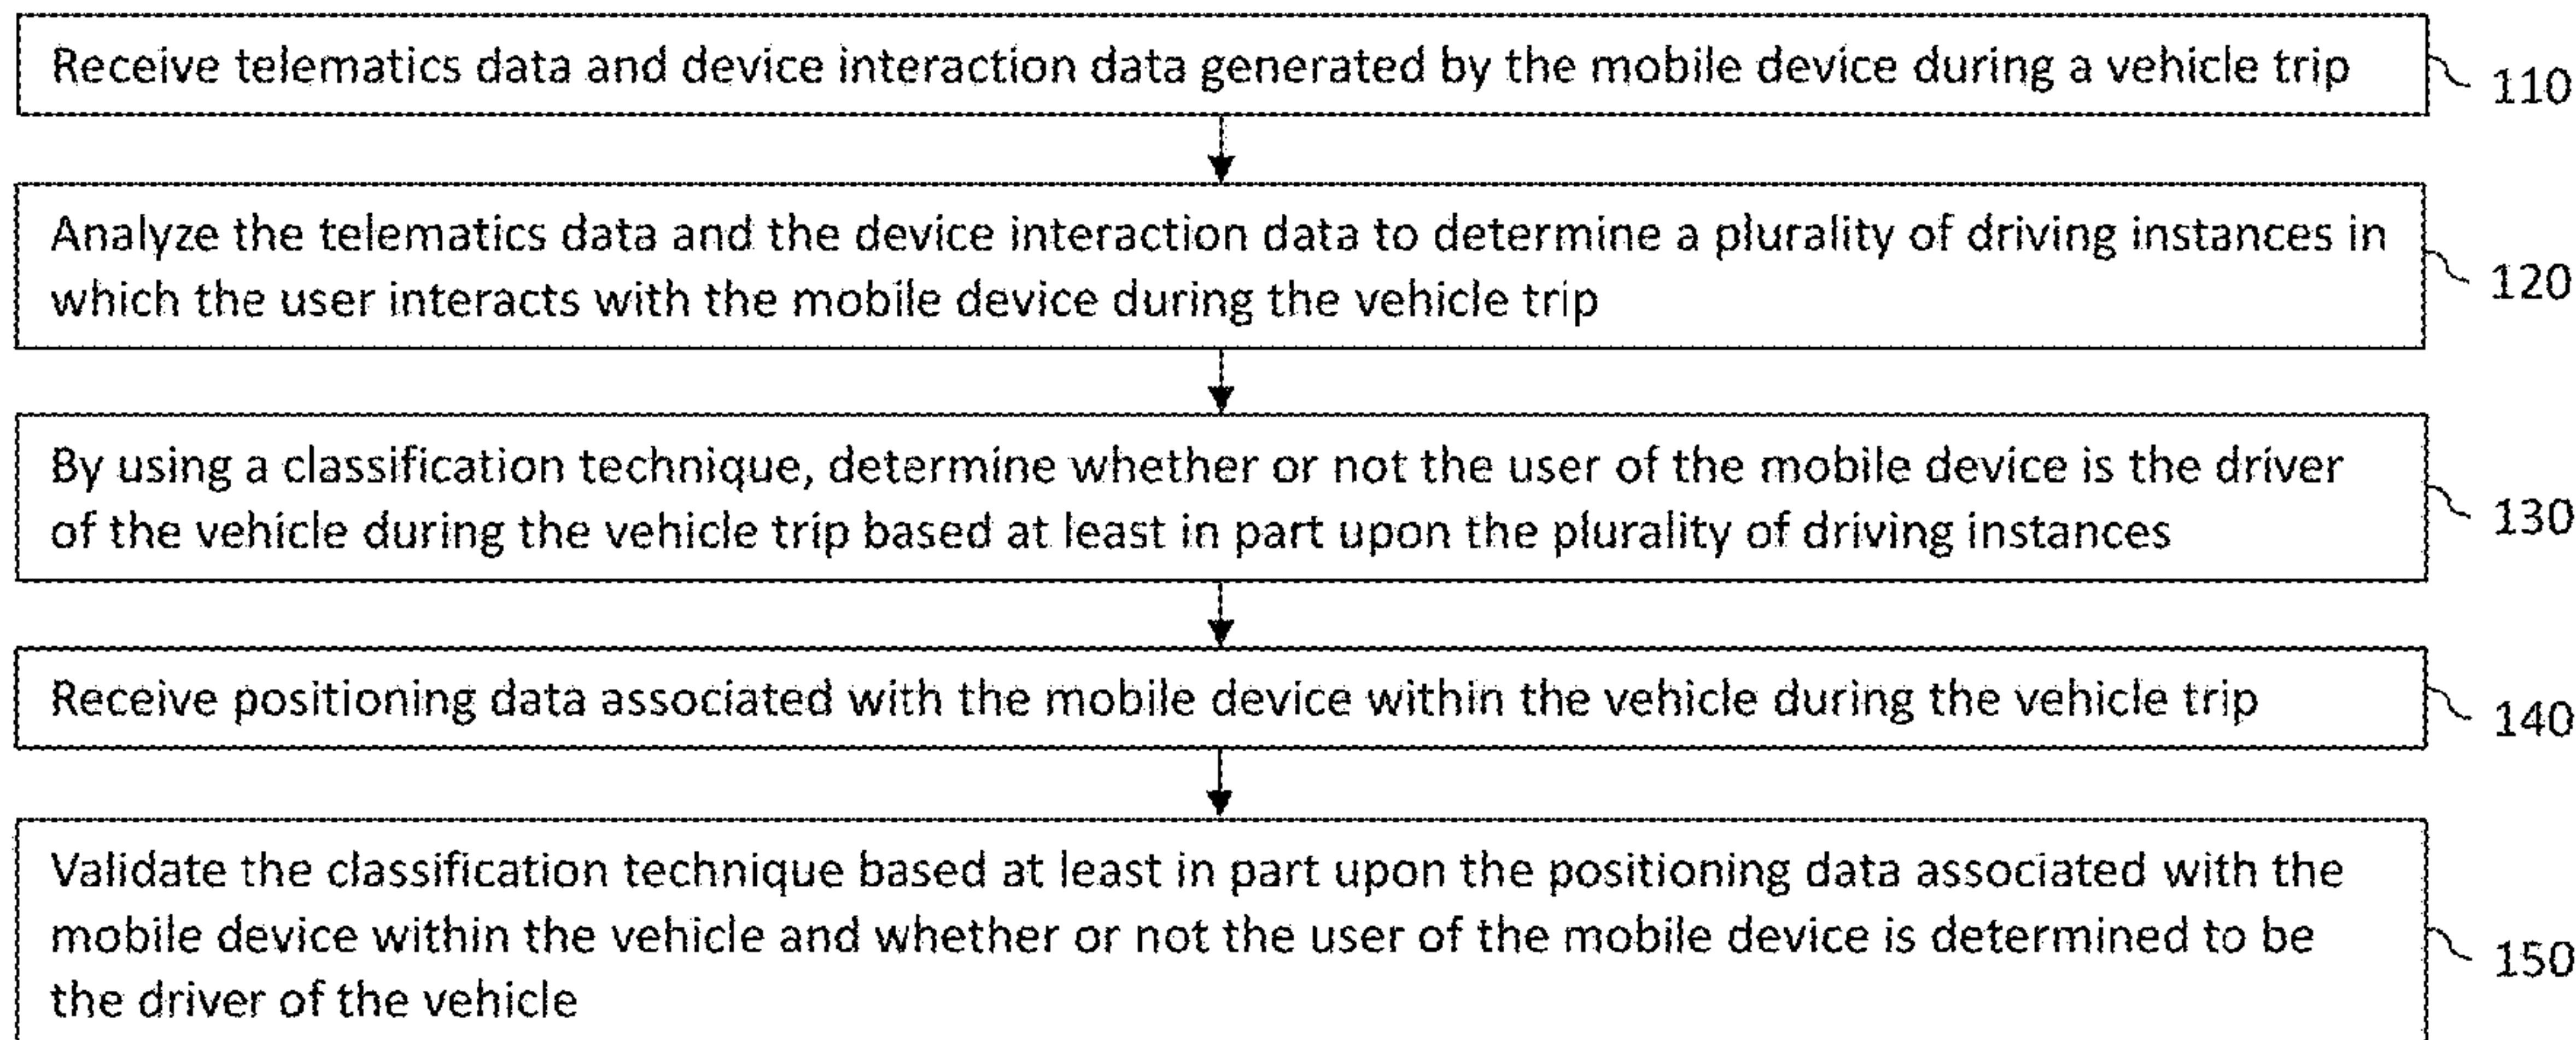 Receive telematics data and device interaction data generated by the mobile device during a vehicle trip
110
Analyze the telematics data and the device interaction data to determine a plurality of driving instances in
which the user interacts with the mobile device during the vehicle trip
120
By using a classification technique, determine whether or not the user of the mobile device is the driver
of the vehicle during the vehicle trip based at least in part upon the plurality of driving instances
130
Receive positioning data associated with the mobile device within the vehicle during the vehicle trip
140
Validate the classification technique based at least in part upon the positioning data associated with the
mobile device within the vehicle and whether or not the user of the mobile device is determined to be
the driver of the vehicle
150